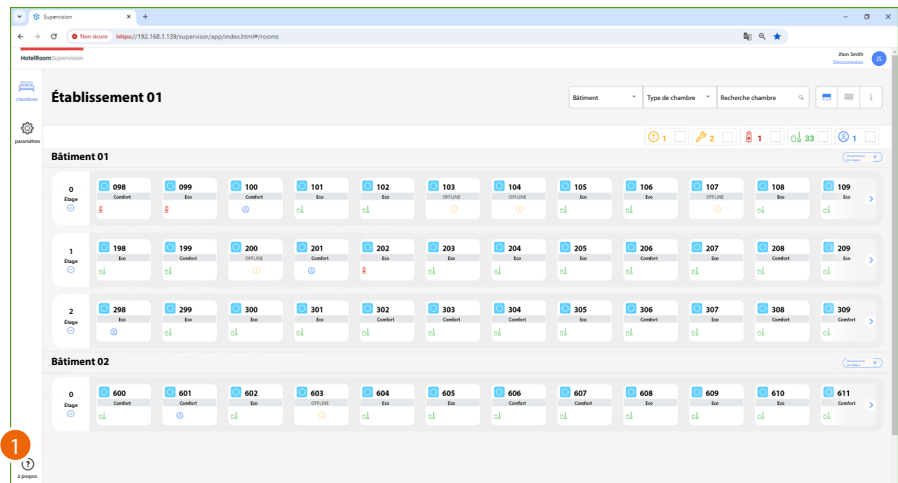 Supervision
Non sécure https://192.168.1.139/supervisor/app/index.html#/rooms
HotelRoomSupervision
Jhon Smith
Déconnexion
JS
chambres
Établissement 01
Bâtiment
Type de chambre
Recherche chambre
paramètres
1 2 1 33 1
Bâtiment 01
0
Étage
098 099 100 101 102 103 104 105 106 107 108 109
Comfort Eco Comfort Eco Eco OFFLINE OFFLINE Eco Eco OFFLINE Eco Eco
1
Étage
198 199 200 201 202 203 204 205 206 207 208 209
Eco Comfort OFFLINE Comfort Eco Eco Eco Eco Comfort Eco Comfort Eco
2
Étage
298 299 300 301 302 303 304 305 306 307 308 309
Eco Eco Eco Eco Comfort Comfort Comfort Eco Comfort Eco Comfort Comfort
Bâtiment 02
0
Étage
600 601 602 603 604 605 606 607 608 609 610 611
Comfort Comfort Eco OFFLINE Eco Eco Comfort Comfort Eco Eco Eco Comfort
1
à propos